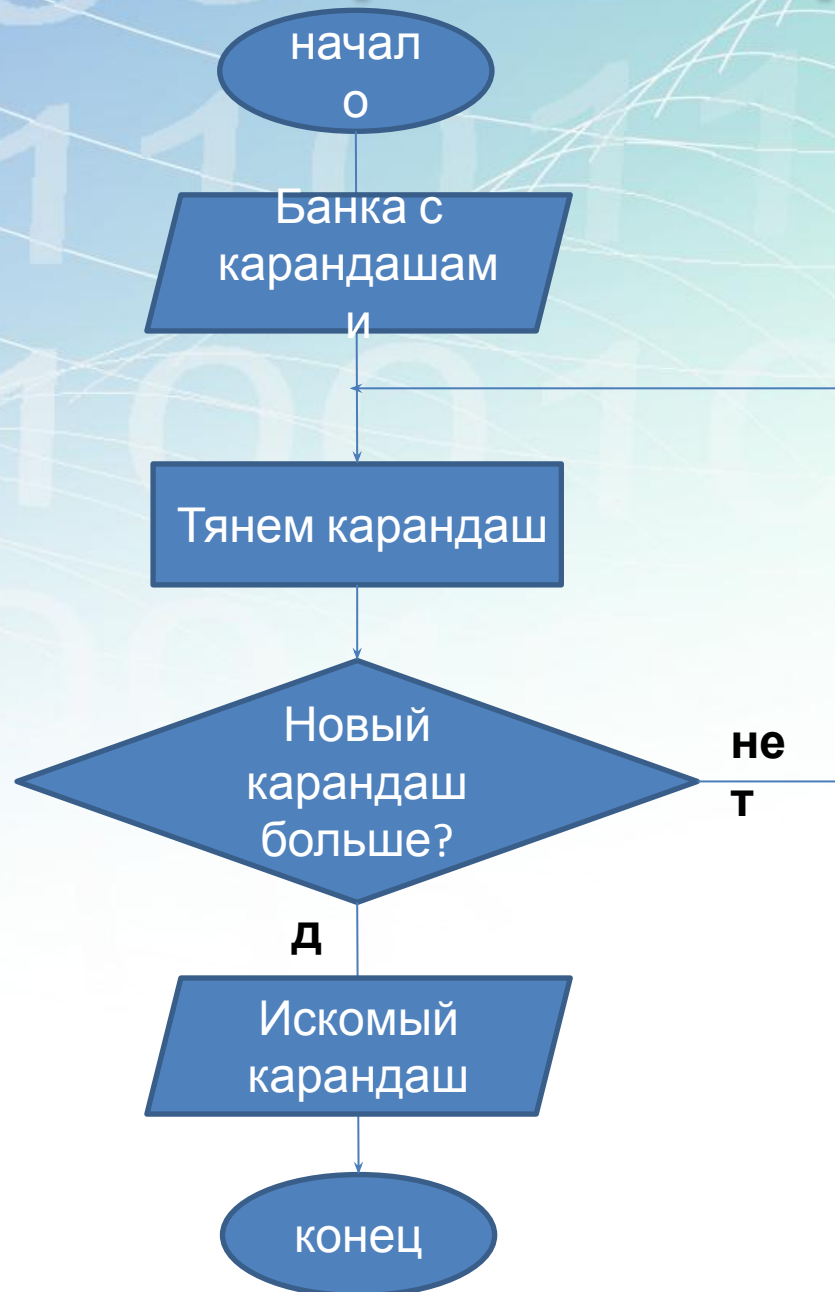 начал
о
Банка с
карандашам
и
Тянем карандаш
Новый
карандаш
больше?
не
т
д
Искомый
карандаш
конец